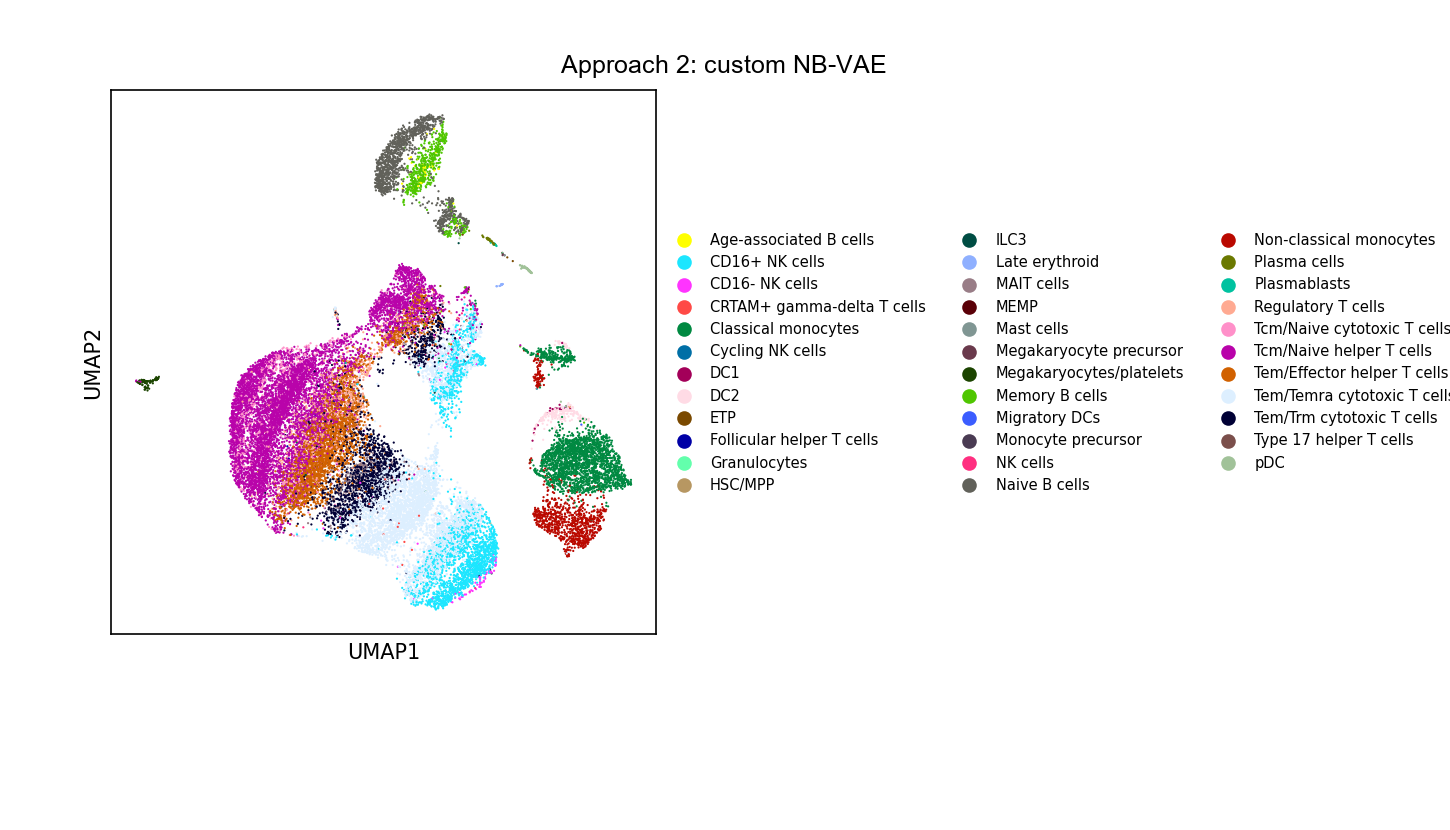 Approach 2: custom NB-VAE
UMAP2
UMAP1
Age-associated B cells
CD16+ NK cells
CD16- NK cells
CRTAM+ gamma-delta T cells
Classical monocytes
Cycling NK cells
DC1
DC2
ETP
Follicular helper T cells
Granulocytes
HSC/MPP
ILC3
Late erythroid
MAIT cells
MEMP
Mast cells
Megakaryocyte precursor
Megakaryocytes/platelets
Memory B cells
Migratory DCs
Monocyte precursor
NK cells
Naive B cells
Non-classical monocytes
Plasma cells
Plasmablasts
Regulatory T cells
Tcm/Naive cytotoxic T cells
Tcm/Naive helper T cells
Tem/Effector helper T cells
Tem/Temra cytotoxic T cells
Tem/Trm cytotoxic T cells
Type 17 helper T cells
pDC